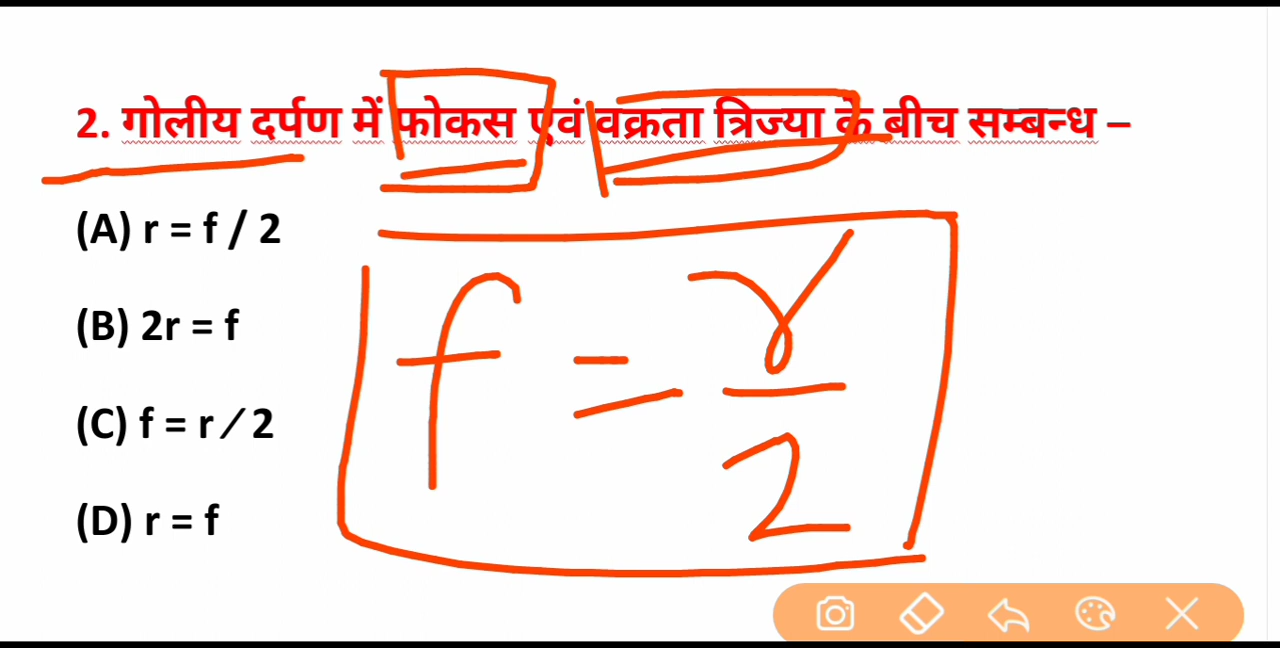 2. गोलीय दर्पण में फोकस एवं वक्रता त्रिज्या के बीच सम्बन्ध –
(A) r = f / 2
(B) 2r = f
(C) f = r ∕ 2
(D) r = f
f = r
2